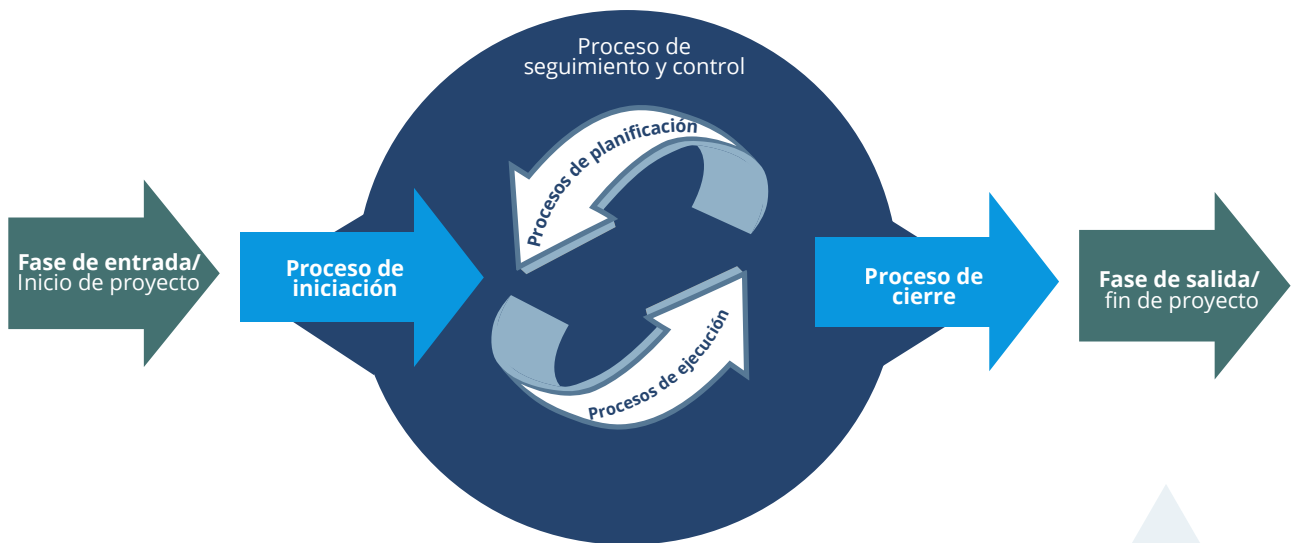 Proceso de
seguimiento y control
Procesos de planificación
Fase de entrada/
Inicio de proyecto
Proceso de
iniciación
Procesos de ejecución
Proceso de
cierre
Fase de salida/
fin de proyecto